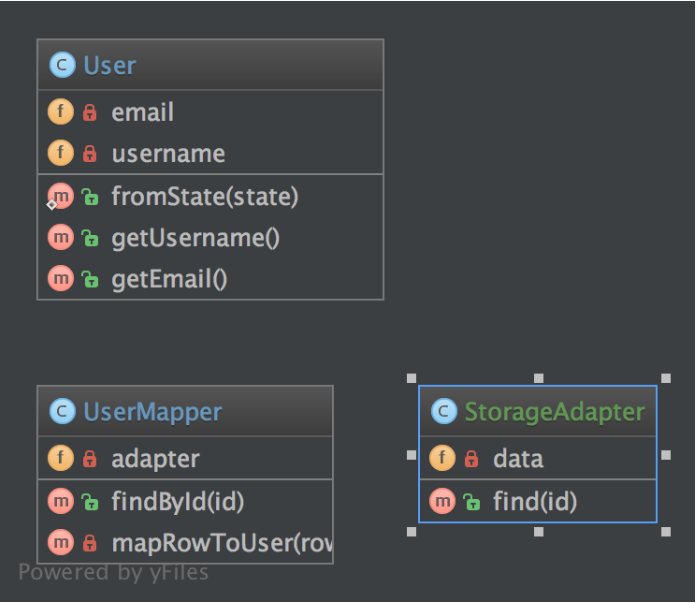 User
email
username
fromState(state)
getUsername()
getEmail()
UserMapper
adapter
findById(id)
mapRowToUser(rov
StorageAdapter
data
find(id)
Powered by yFiles